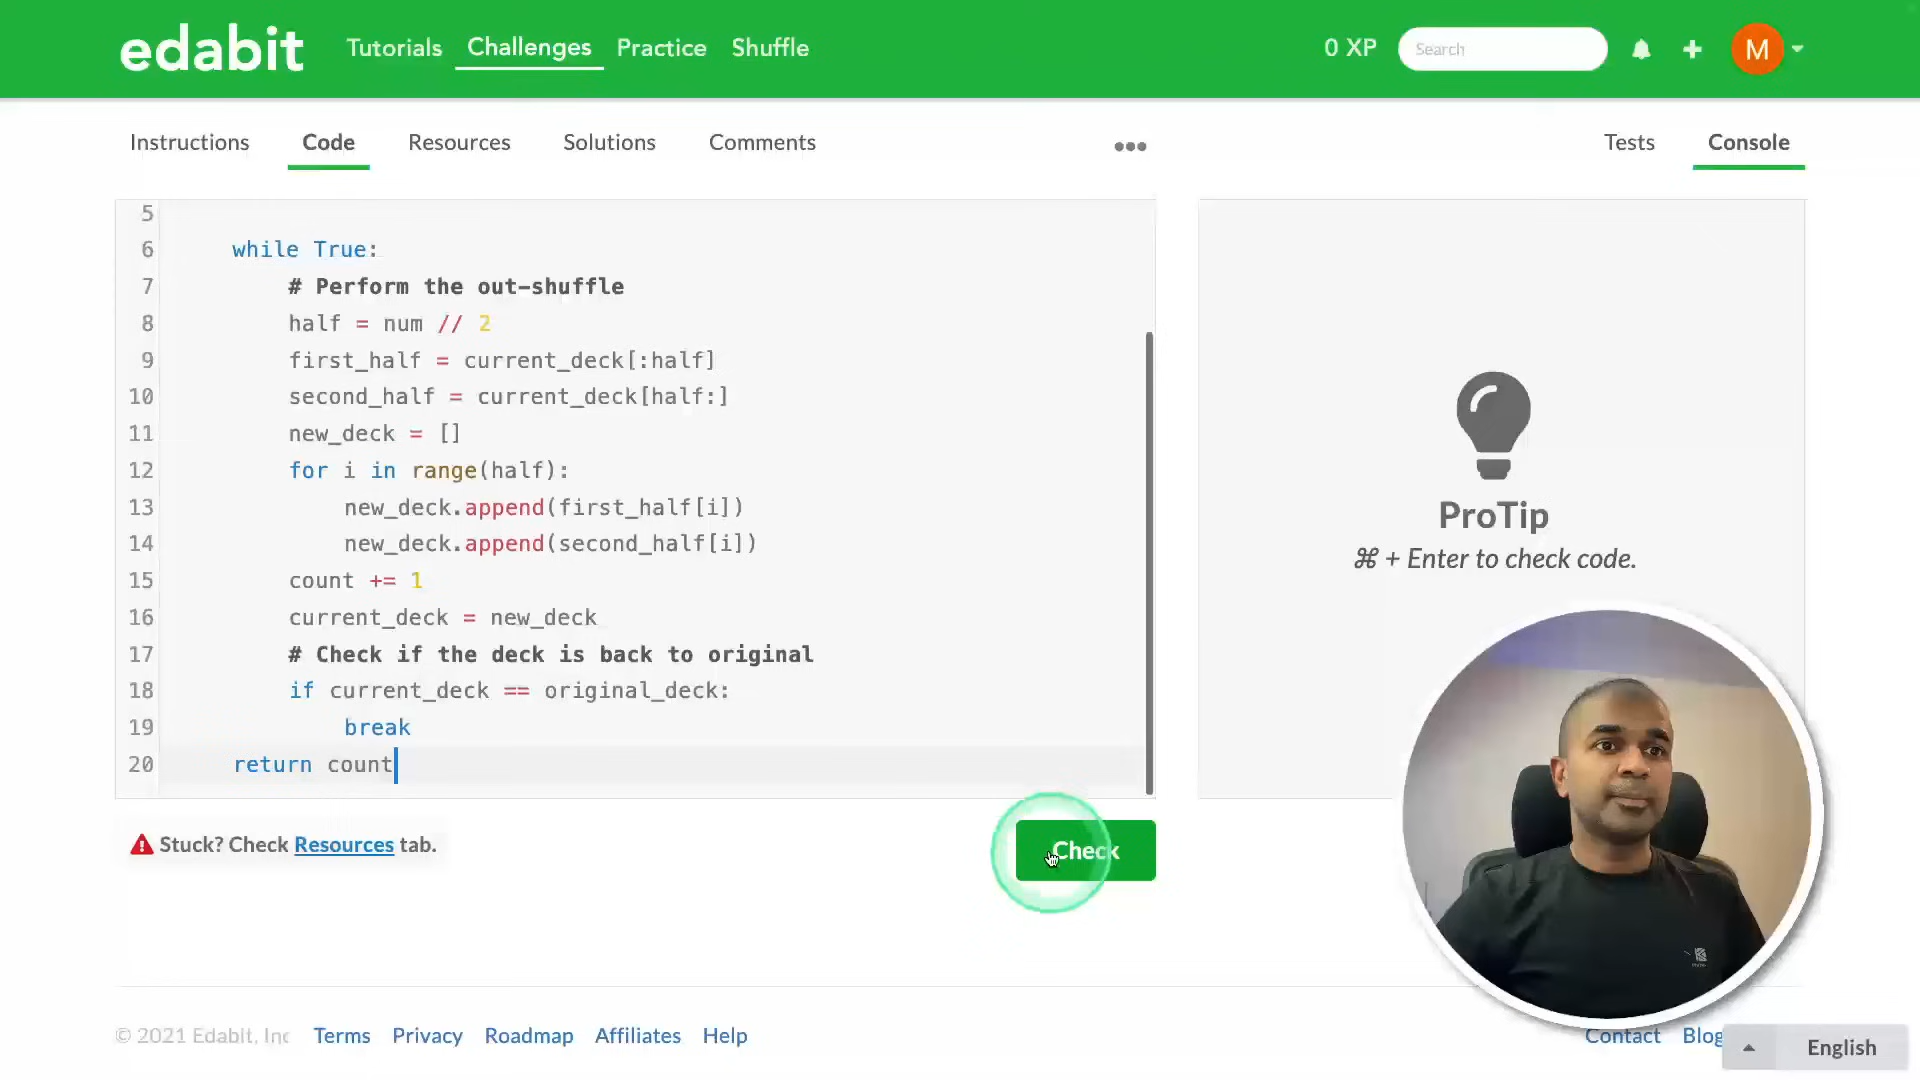 edabit Tutorials Challenges Practice Shuffle 0 XP Search M
Instructions Code Resources Solutions Comments ••• Tests Console
5
6 while True:
7 # Perform the out-shuffle
8 half = num // 2
9 first_half = current_deck[:half]
10 second_half = current_deck[half:]
11 new_deck = []
12 for i in range(half):
13 new_deck.append(first_half[i])
14 new_deck.append(second_half[i])
15 count += 1
16 current_deck = new_deck
17 # Check if the deck is back to original
18 if current_deck == original_deck:
19 break
20 return count
ProTip
⌘ + Enter to check code.
Stuck? Check Resources tab.
Check
© 2021 Edabit, Inc Terms Privacy Roadmap Affiliates Help Contact Blog
English